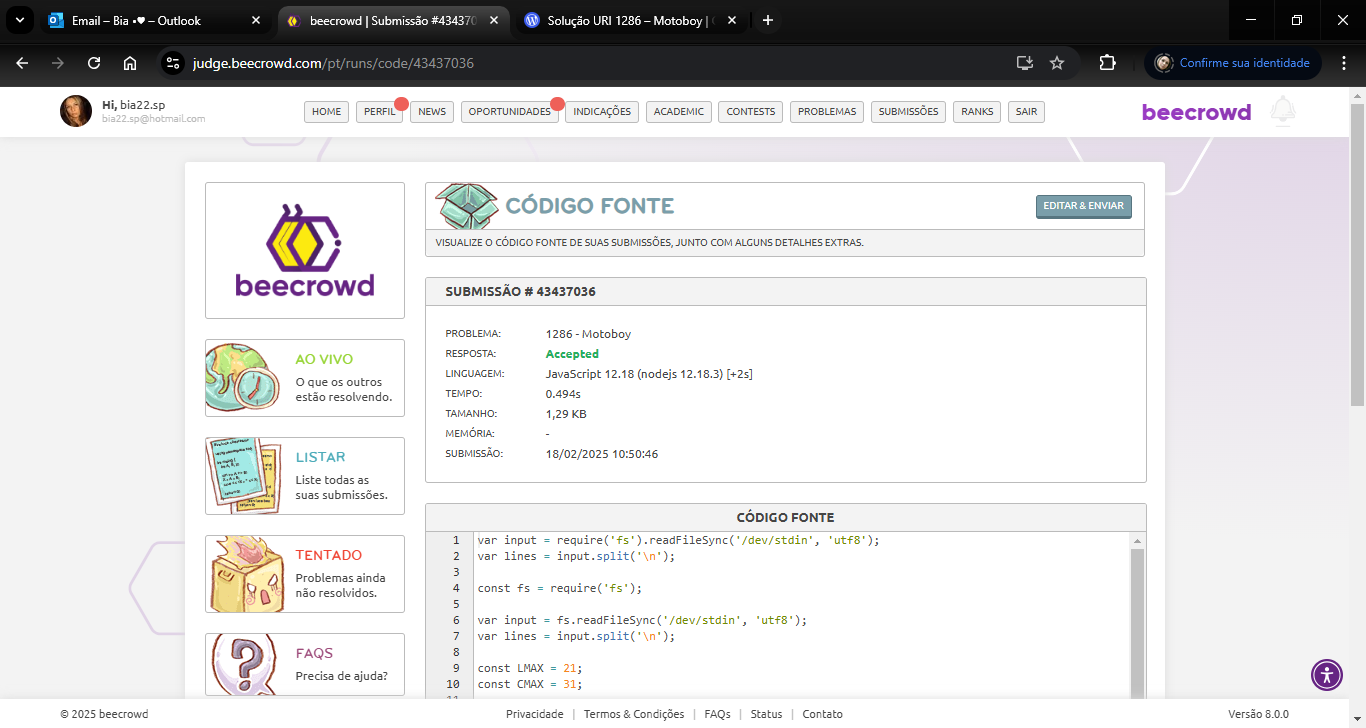 Email – Bia •♥ – Outlook
beecrowd | Submissão #434370
Solução URI 1286 – Motoboy |
judge.beecrowd.com/pt/runs/code/43437036
Confirme sua identidade
Hi, bia22.sp
bia22.sp@hotmail.com
HOME PERFIL NEWS OPORTUNIDADES INDICAÇÕES ACADEMIC CONTESTS PROBLEMAS SUBMISSÕES RANKS SAIR
beecrowd
beecrowd
AO VIVO
O que os outros
estão resolvendo.
LISTAR
Liste todas as
suas submissões.
TENTADO
Problemas ainda
não resolvidos.
FAQS
Precisa de ajuda?
CÓDIGO FONTE
EDITAR & ENVIAR
VISUALIZE O CÓDIGO FONTE DE SUAS SUBMISSÕES, JUNTO COM ALGUNS DETALHES EXTRAS.
SUBMISSÃO # 43437036
PROBLEMA: 1286 - Motoboy
RESPOSTA: Accepted
LINGUAGEM: JavaScript 12.18 (nodejs 12.18.3) [+2s]
TEMPO: 0.494s
TAMANHO: 1,29 KB
MEMÓRIA: -
SUBMISSÃO: 18/02/2025 10:50:46
CÓDIGO FONTE
1 var input = require('fs').readFileSync('/dev/stdin', 'utf8');
2 var lines = input.split('\n');
3
4 const fs = require('fs');
5
6 var input = fs.readFileSync('/dev/stdin', 'utf8');
7 var lines = input.split('\n');
8
9 const LMAX = 21;
10 const CMAX = 31;
© 2025 beecrowd
Privacidade | Termos & Condições | FAQs | Status | Contato
Versão 8.0.0